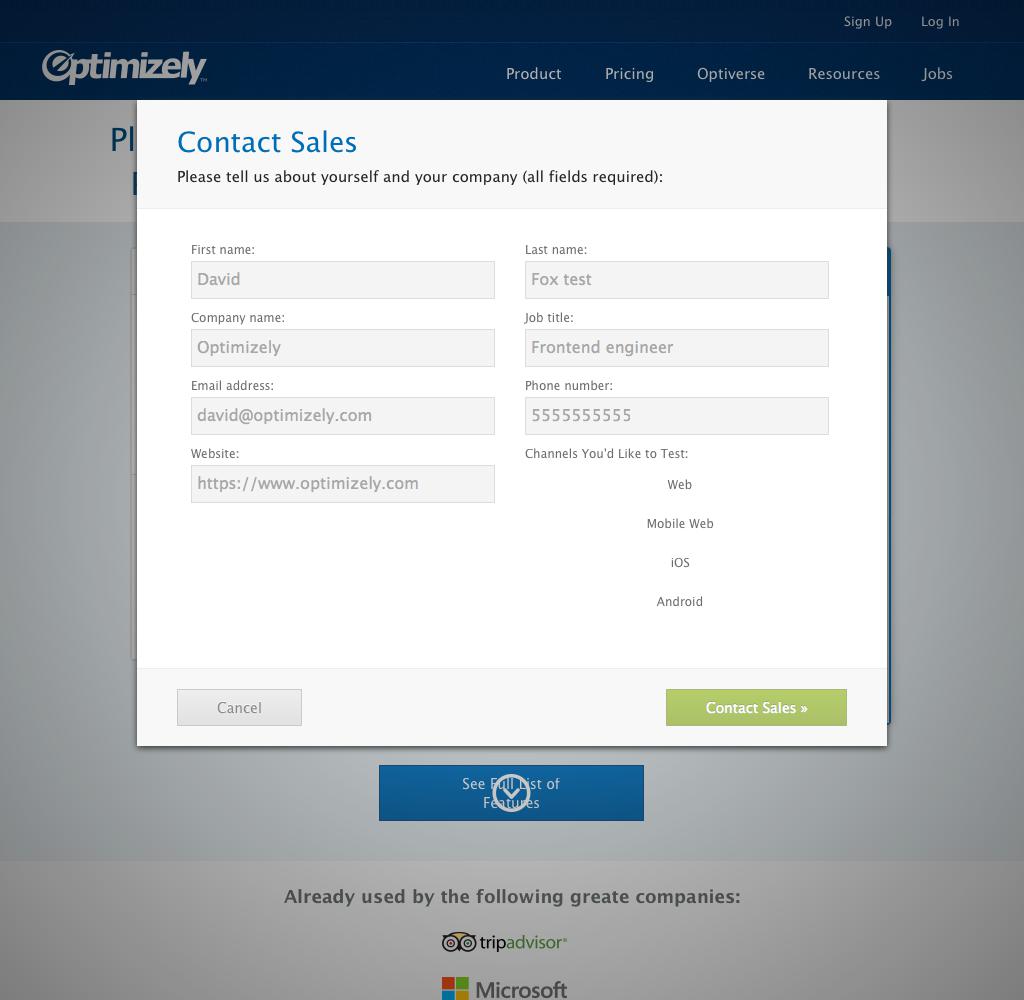 Sign Up Log In
Optimizely™
Product Pricing Optiverse Resources Jobs
Pl
Contact Sales
Please tell us about yourself and your company (all fields required):
First name: Last name:
David Fox test
Company name: Job title:
Optimizely Frontend engineer
Email address: Phone number:
david@optimizely.com 5555555555
Website: Channels You'd Like to Test:
https://www.optimizely.com Web
Mobile Web
iOS
Android
Cancel Contact Sales »
See Full List of
Features
Already used by the following greate companies:
tripadvisor®
Microsoft